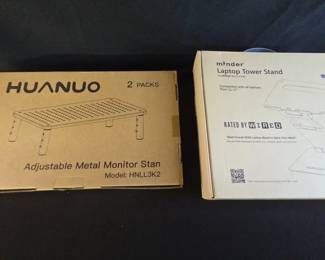 HUANUO
2 PACKS
Adjustable Metal Monitor Stan
Model: HNLL3K2
minder
Laptop Tower Stand
RATED BY WIRED